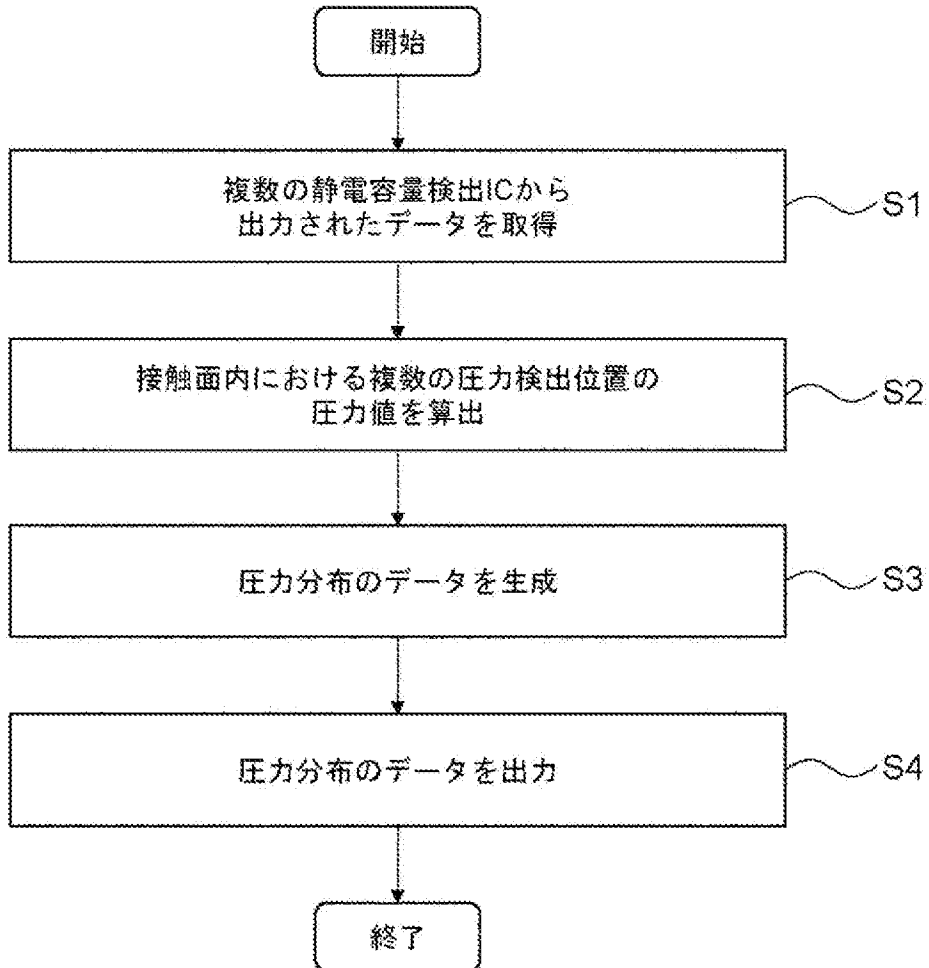 開始
複数の静電容量検出ICから
出力されたデータを取得
S1
接触面内における複数の圧力検出位置の
圧力値を算出
S2
圧力分布のデータを生成
S3
圧力分布のデータを出力
S4
終了